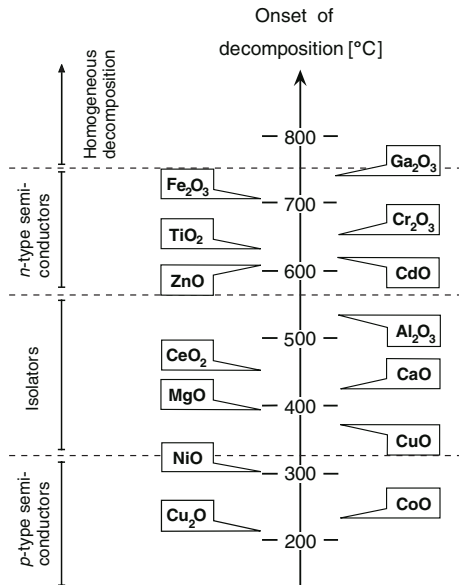 Onset of
decomposition [°C]
Homogeneous
decomposition
800
Ga₂O₃
Fe₂O₃
700
n-type semi-
conductors
Cr₂O₃
TiO₂
600
ZnO
CdO
500
Al₂O₃
Isolators
CeO₂
CaO
MgO
400
CuO
NiO
300
p-type semi-
conductors
Cu₂O
CoO
200